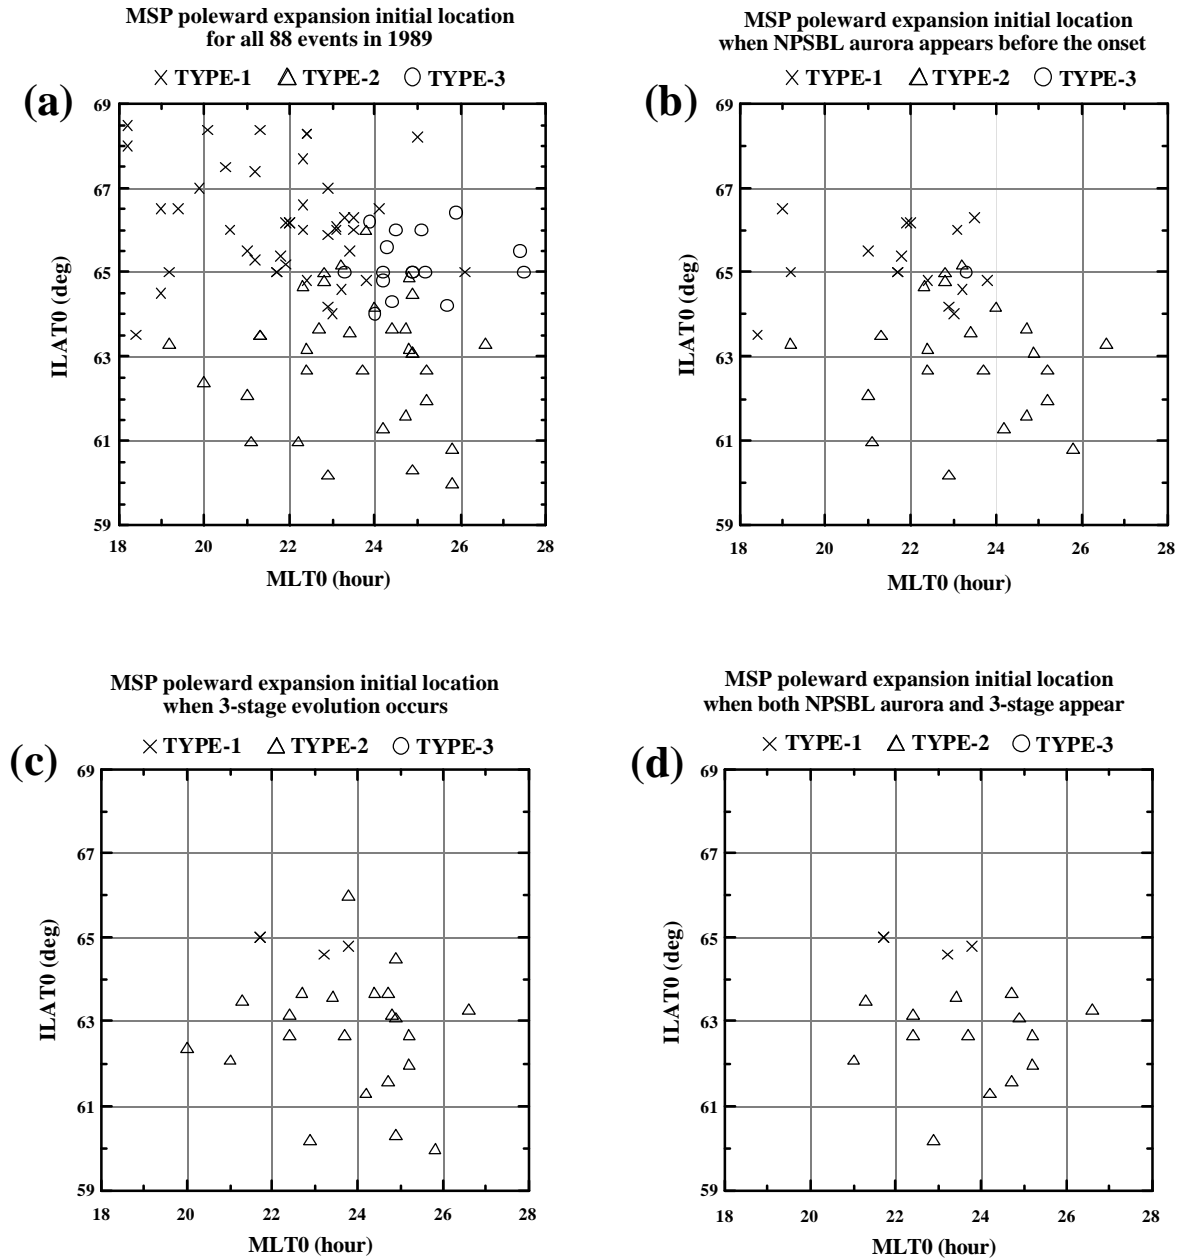 MSP poleward expansion initial location
for all 88 events in 1989
× TYPE-1 △ TYPE-2 ○ TYPE-3
(a)
69
67
65
63
61
59
ILAT0 (deg)
18 20 22 24 26 28
MLT0 (hour)
MSP poleward expansion initial location
when NPSBL aurora appears before the onset
× TYPE-1 △ TYPE-2 ○ TYPE-3
(b)
69
67
65
63
61
59
ILAT0 (deg)
18 20 22 24 26 28
MLT0 (hour)
MSP poleward expansion initial location
when 3-stage evolution occurs
× TYPE-1 △ TYPE-2 ○ TYPE-3
(c)
69
67
65
63
61
59
ILAT0 (deg)
18 20 22 24 26 28
MLT0 (hour)
MSP poleward expansion initial location
when both NPSBL aurora and 3-stage appear
× TYPE-1 △ TYPE-2 ○ TYPE-3
(d)
69
67
65
63
61
59
ILAT0 (deg)
18 20 22 24 26 28
MLT0 (hour)